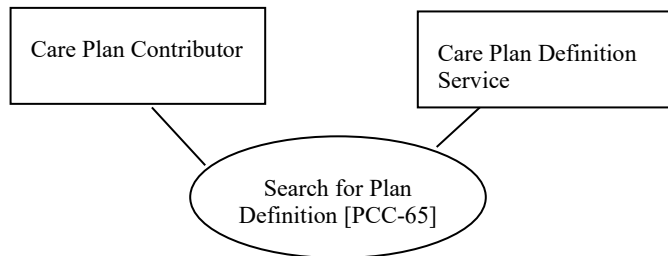 Care Plan Contributor
Care Plan Definition
Service
Search for Plan
Definition [PCC-65]